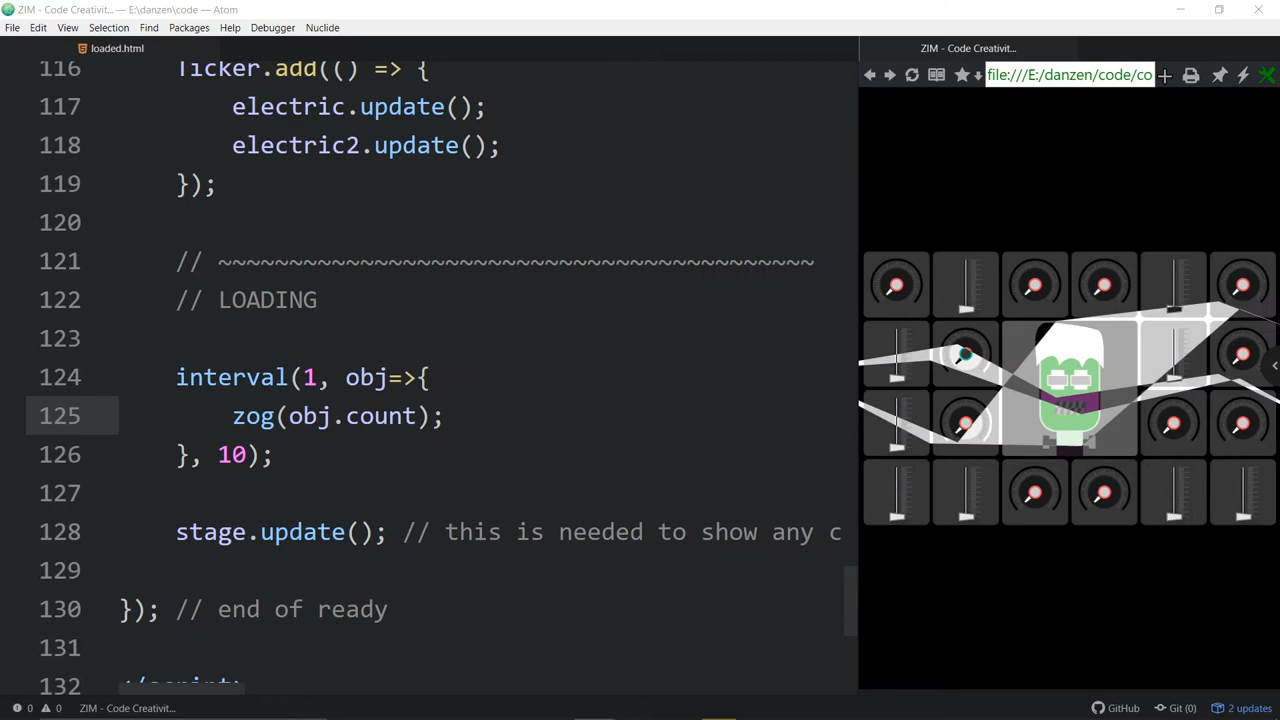 ZIM - Code Creativit... — E:\danzen\code — Atom
File Edit View Selection Find Packages Help Debugger Nuclide
loaded.html
ZIM - Code Creativit...
file:///E:/danzen/code/co
116 Ticker.add(() => {
117 electric.update();
118 electric2.update();
119 });
120
121 // ~~~~~~~~~~~~~~~~~~~~~~~~~~~~~~~~~~~~~~~~~~
122 // LOADING
123
124 interval(1, obj=>{
125 zog(obj.count);
126 }, 10);
127
128 stage.update(); // this is needed to show any c
129
130 }); // end of ready
131
132 </script>
0 0 ZIM - Code Creativit...
GitHub Git (0) 2 updates